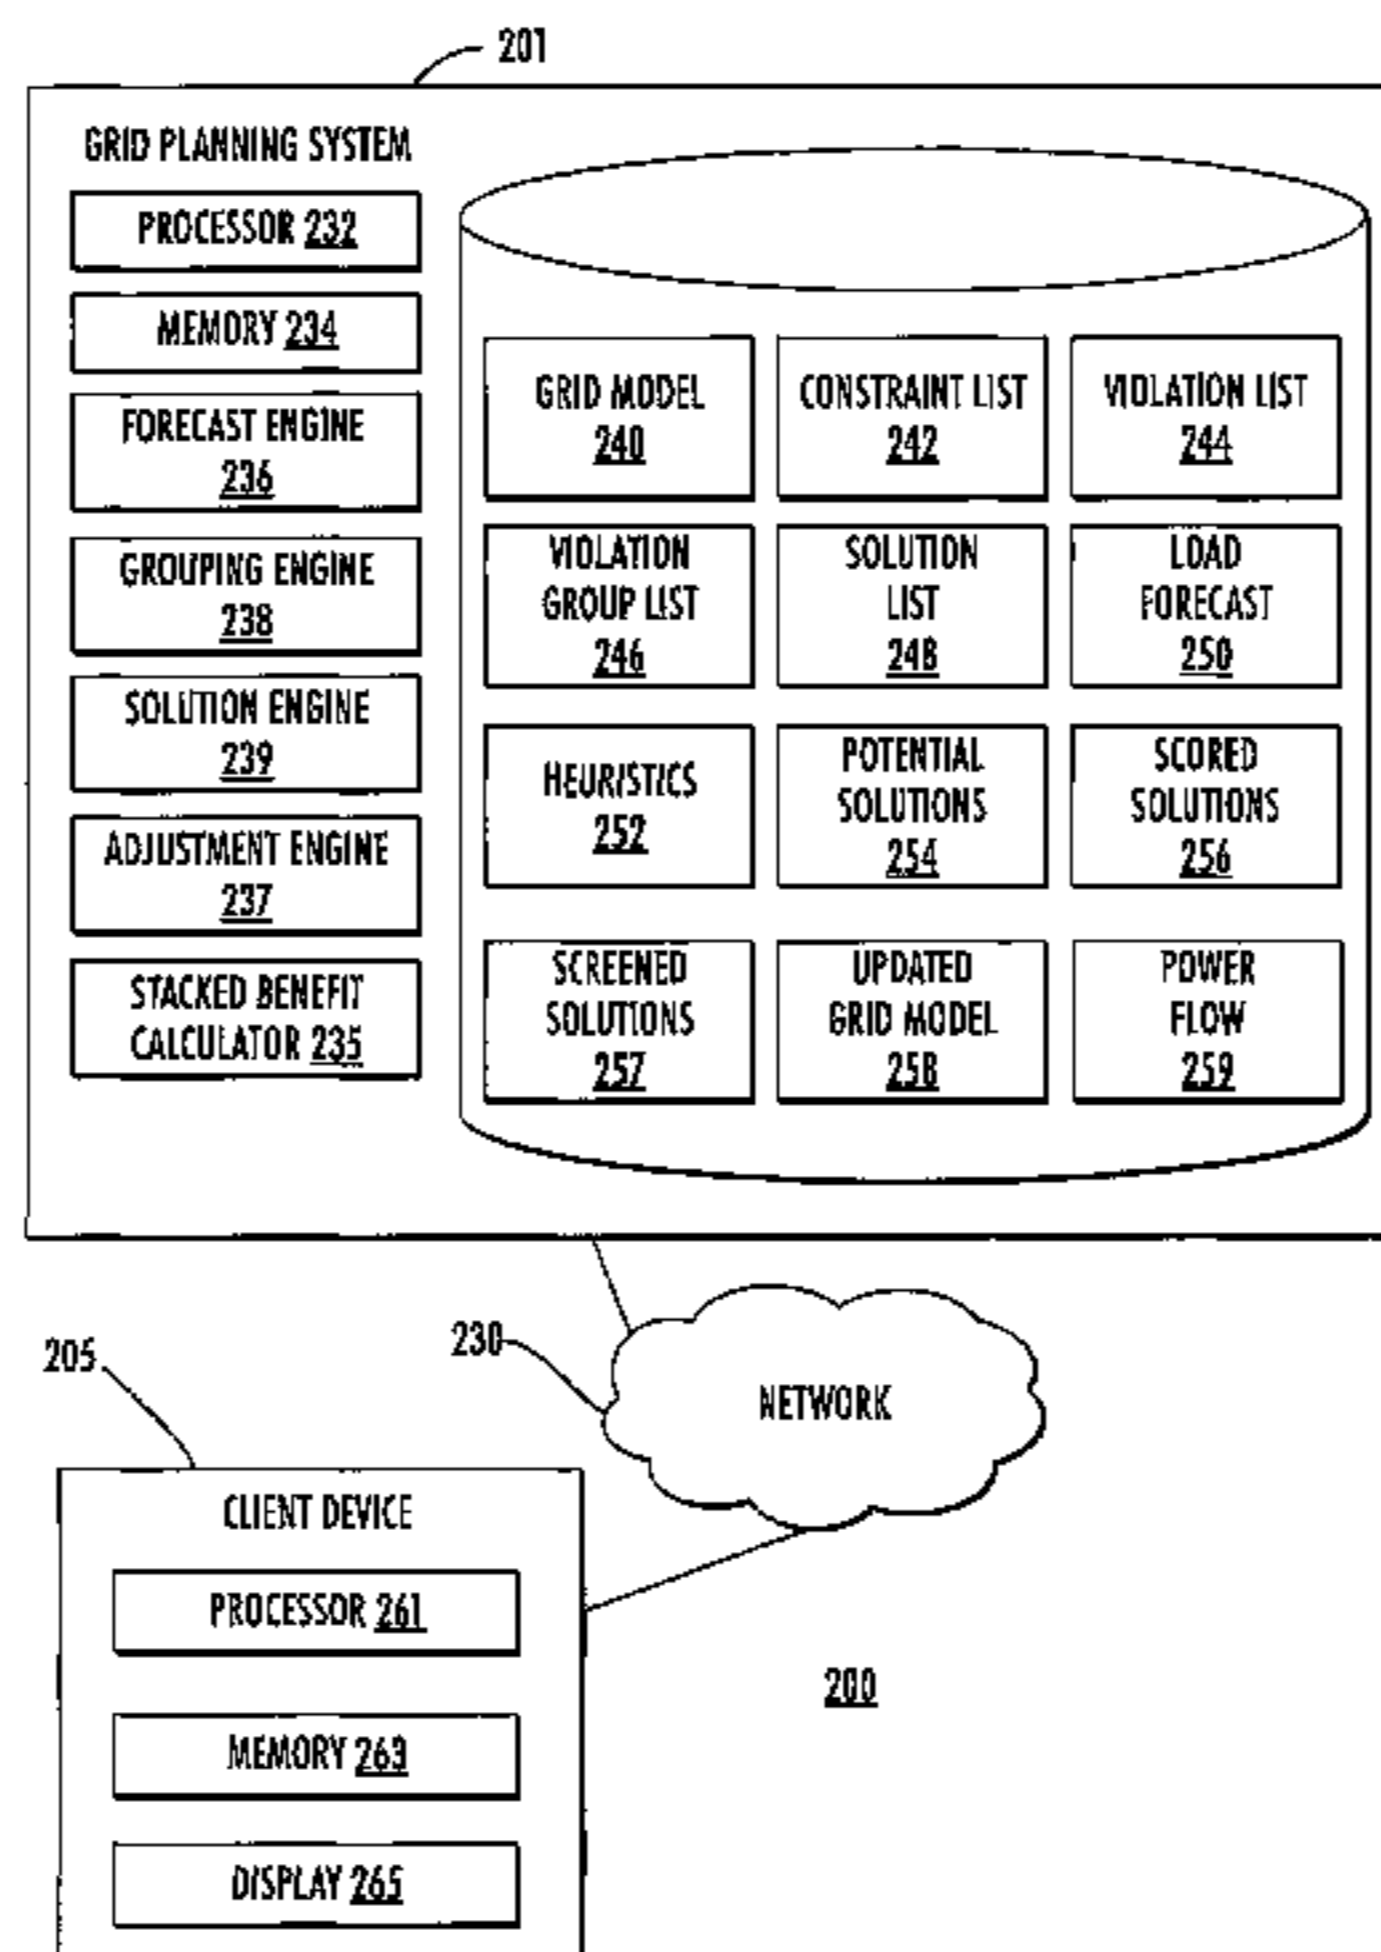 201
GRID PLANNING SYSTEM
PROCESSOR 232
MEMORY 234
FORECAST ENGINE
236
GROUPING ENGINE
238
SOLUTION ENGINE
239
ADJUSTMENT ENGINE
237
STACKED BENEFIT
CALCULATOR 235
GRID MODEL
240
CONSTRAINT LIST
242
VIOLATION LIST
244
VIOLATION
GROUP LIST
246
SOLUTION
LIST
248
LOAD
FORECAST
250
HEURISTICS
252
POTENTIAL
SOLUTIONS
254
SCORED
SOLUTIONS
256
SCREENED
SOLUTIONS
257
UPDATED
GRID MODEL
258
POWER
FLOW
259
230
NETWORK
205
CLIENT DEVICE
PROCESSOR 261
MEMORY 263
DISPLAY 265
200